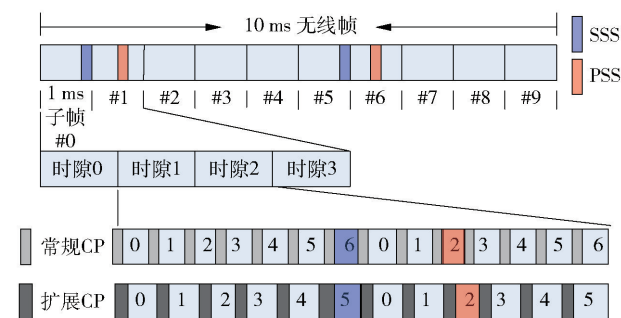 10 ms 无线帧
SSS
PSS
1 ms
子帧
#0
#1 #2 #3 #4 #5 #6 #7 #8 #9
时隙0 时隙1 时隙2 时隙3
常规CP 0 1 2 3 4 5 6 0 1 2 3 4 5 6
扩展CP 0 1 2 3 4 5 0 1 2 3 4 5